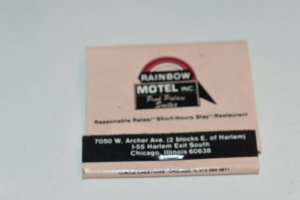 RAINBOW
MOTEL INC.
Pink Palace
Suites
Reasonable Rates/"Short Hours Stay"/Restaurant
7050 W. Archer Ave. (2 blocks E. of Harlem)
I-55 Harlem Exit South
Chicago, Illinois 60638